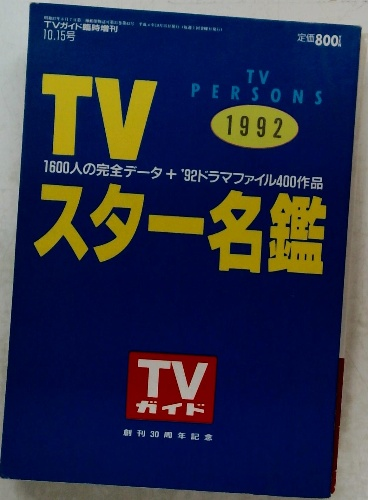 TVガイド臨時増刊
10.15号
定価800円
TV
PERSONS
1992
TV
1600人の完全データ+'92ドラマファイル400作品
スター名鑑
TV
ガイド
創刊30周年記念